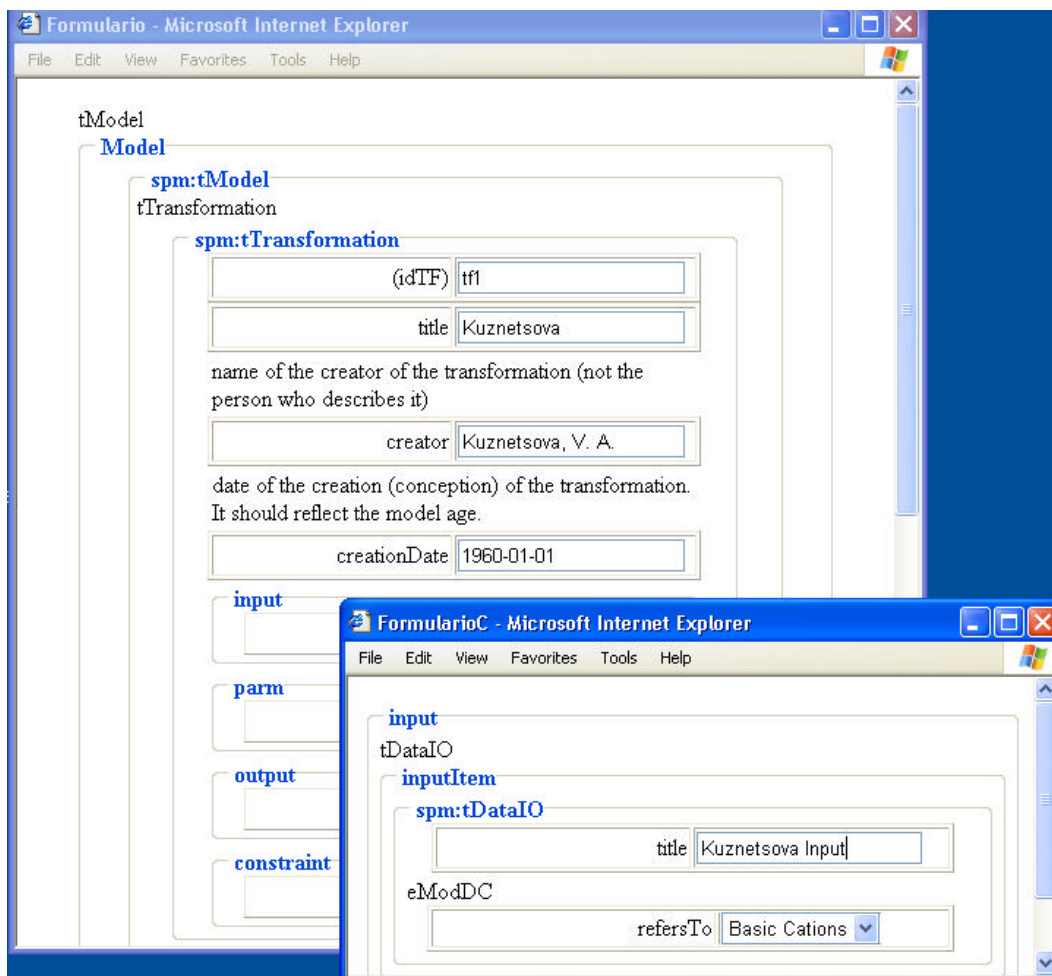 Formulario - Microsoft Internet Explorer
File Edit View Favorites Tools Help
tModel
Model
spm:tModel
tTransformation
spm:tTransformation
(idTF) tf1
title Kuznetsova
name of the creator of the transformation (not the
person who describes it)
creator Kuznetsova, V. A.
date of the creation (conception) of the transformation.
It should reflect the model age.
creationDate 1960-01-01
input
parm
output
constraint
FormularioC - Microsoft Internet Explorer
File Edit View Favorites Tools Help
input
tDataIO
inputItem
spm:tDataIO
title Kuznetsova Input
eModDC
refersTo Basic Cations